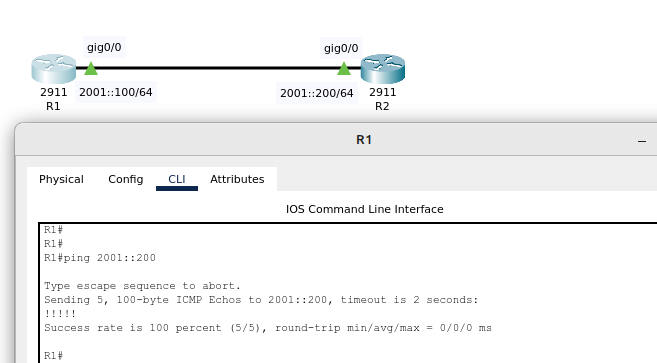 gig0/0
gig0/0
2911
R1
2001::100/64
2001::200/64
2911
R2
R1
Physical
Config
CLI
Attributes
IOS Command Line Interface
R1#
R1#
R1#ping 2001::200
Type escape sequence to abort.
Sending 5, 100-byte ICMP Echos to 2001::200, timeout is 2 seconds:
!!!!!
Success rate is 100 percent (5/5), round-trip min/avg/max = 0/0/0 ms
R1#